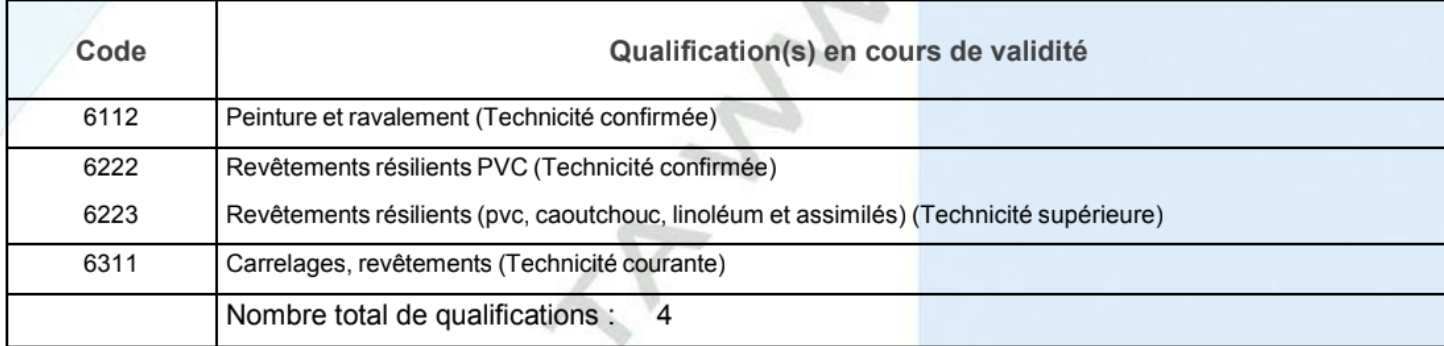 Code Qualification(s) en cours de validité
6112 Peinture et ravalement (Technicité confirmée)
6222 Revêtements résilients PVC (Technicité confirmée)
6223 Revêtements résilients (pvc, caoutchouc, linoléum et assimilés) (Technicité supérieure)
6311 Carrelages, revêtements (Technicité courante)
Nombre total de qualifications : 4